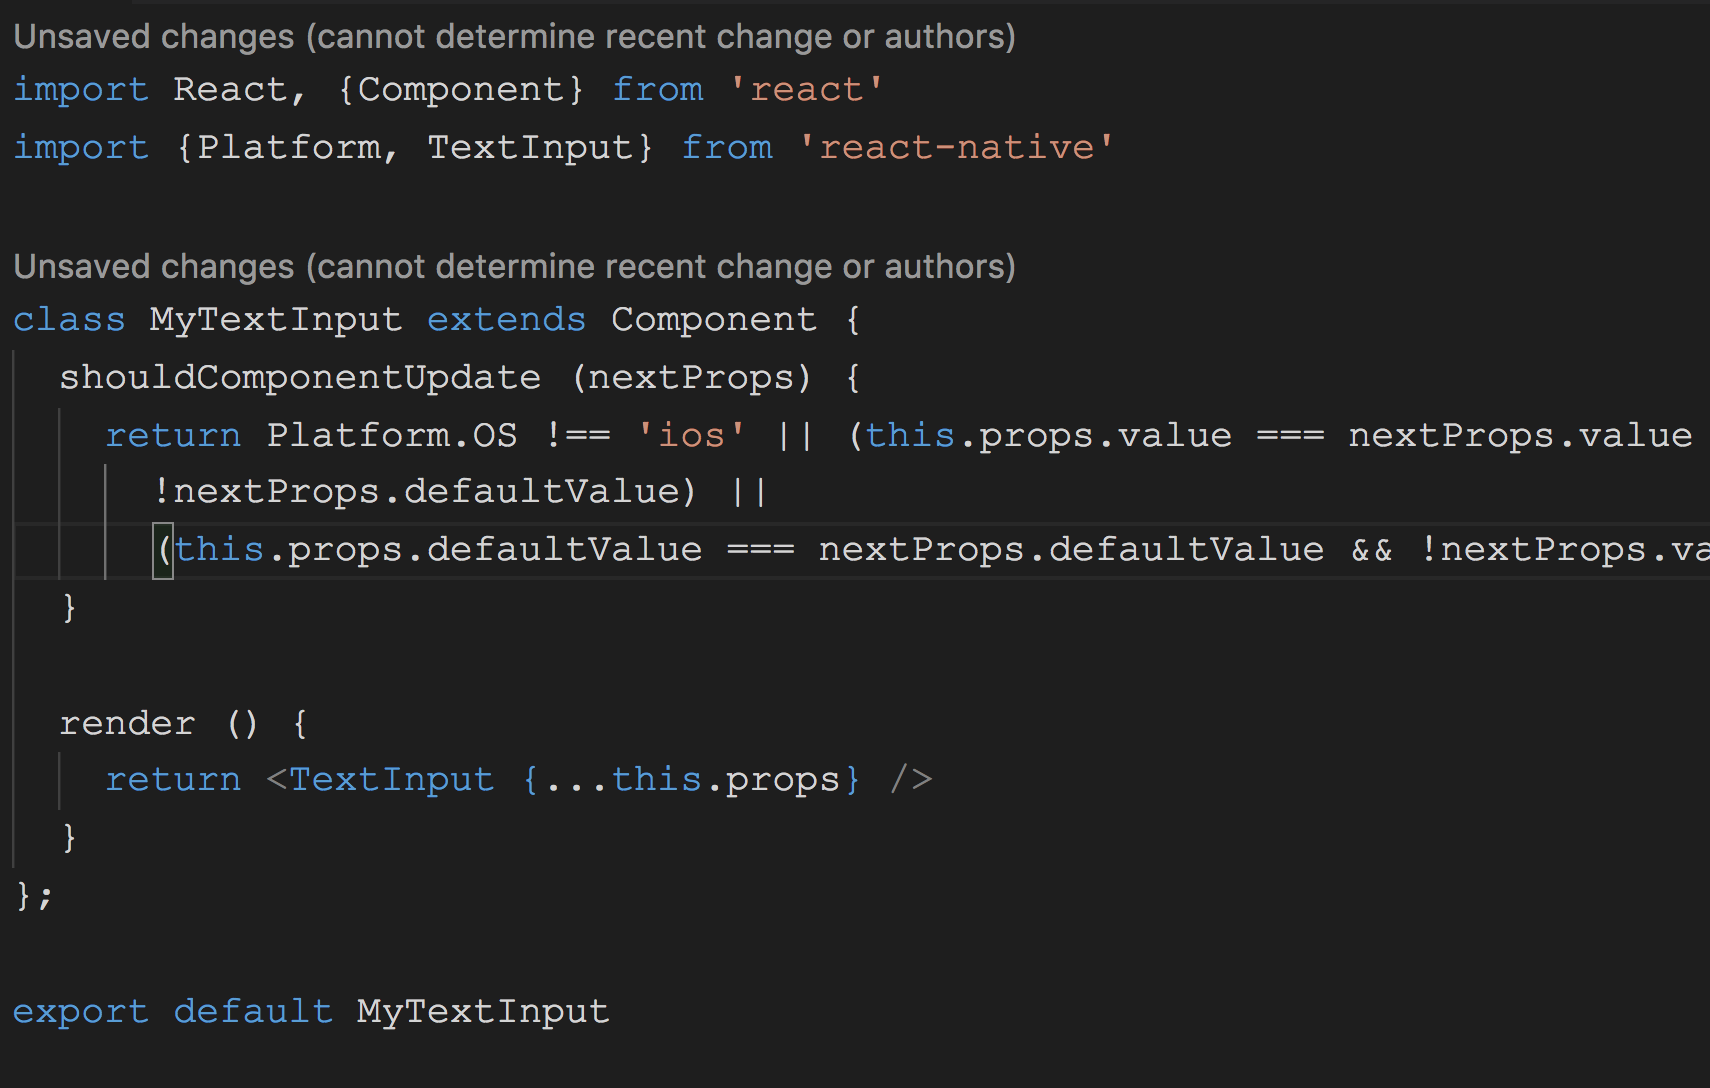 Unsaved changes (cannot determine recent change or authors)
import React, {Component} from 'react'
import {Platform, TextInput} from 'react-native'
Unsaved changes (cannot determine recent change or authors)
class MyTextInput extends Component {
shouldComponentUpdate (nextProps) {
return Platform.OS !== 'ios' || (this.props.value === nextProps.value
!nextProps.defaultValue) ||
(this.props.defaultValue === nextProps.defaultValue && !nextProps.va
}
render () {
return <TextInput {...this.props} />
}
};
export default MyTextInput